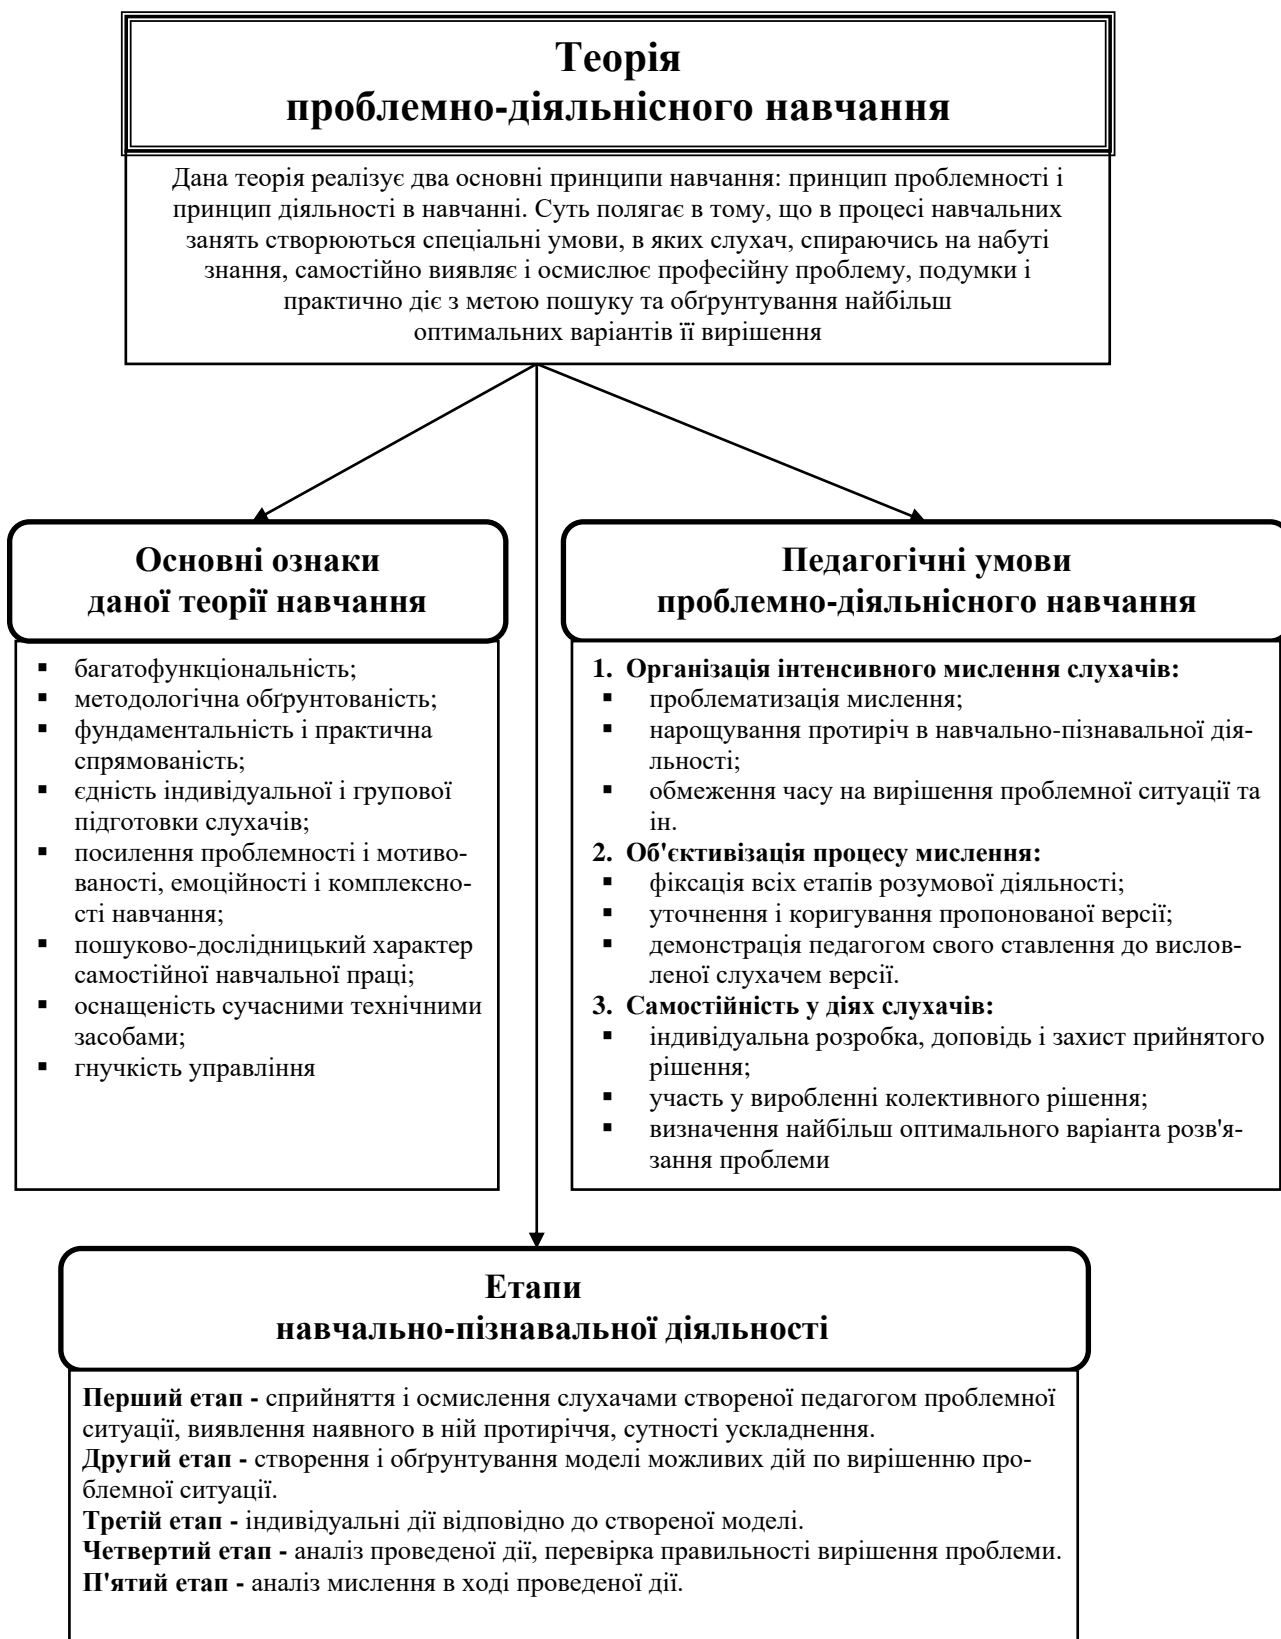 Теорія
проблемно-діяльнісного навчання
Дана теорія реалізує два основні принципи навчання: принцип проблемності і
принцип діяльності в навчанні. Суть полягає в тому, що в процесі навчальних
занять створюються спеціальні умови, в яких слухач, спираючись на набуті
знання, самостійно виявляє і осмислює професійну проблему, подумки і
практично діє з метою пошуку та обґрунтування найбільш
оптимальних варіантів її вирішення
Основні ознаки
даної теорії навчання
▪ багатофункціональність;
▪ методологічна обґрунтованість;
▪ фундаментальність і практична
спрямованість;
▪ єдність індивідуальної і групової
підготовки слухачів;
▪ посилення проблемності і мотиво-
ваності, емоційності і комплексно-
сті навчання;
▪ пошуково-дослідницький характер
самостійної навчальної праці;
▪ оснащеність сучасними технічними
засобами;
▪ гнучкість управління
Педагогічні умови
проблемно-діяльнісного навчання
1. Організація інтенсивного мислення слухачів:
▪ проблематизація мислення;
▪ нарощування протиріч в навчально-пізнавальної дія-
льності;
▪ обмеження часу на вирішення проблемної ситуації та
ін.
2. Об'єктивізація процесу мислення:
▪ фіксація всіх етапів розумової діяльності;
▪ уточнення і коригування пропонованої версії;
▪ демонстрація педагогом свого ставлення до вислов-
леної слухачем версії.
3. Самостійність у діях слухачів:
▪ індивідуальна розробка, доповідь і захист прийнятого
рішення;
▪ участь у виробленні колективного рішення;
▪ визначення найбільш оптимального варіанта розв'я-
зання проблеми
Етапи
навчально-пізнавальної діяльності
Перший етап - сприйняття і осмислення слухачами створеної педагогом проблемної
ситуації, виявлення наявного в ній протиріччя, сутності ускладнення.
Другий етап - створення і обґрунтування моделі можливих дій по вирішенню про-
блемної ситуації.
Третій етап - індивідуальні дії відповідно до створеної моделі.
Четвертий етап - аналіз проведеної дії, перевірка правильності вирішення проблеми.
П'ятий етап - аналіз мислення в ході проведеної дії.